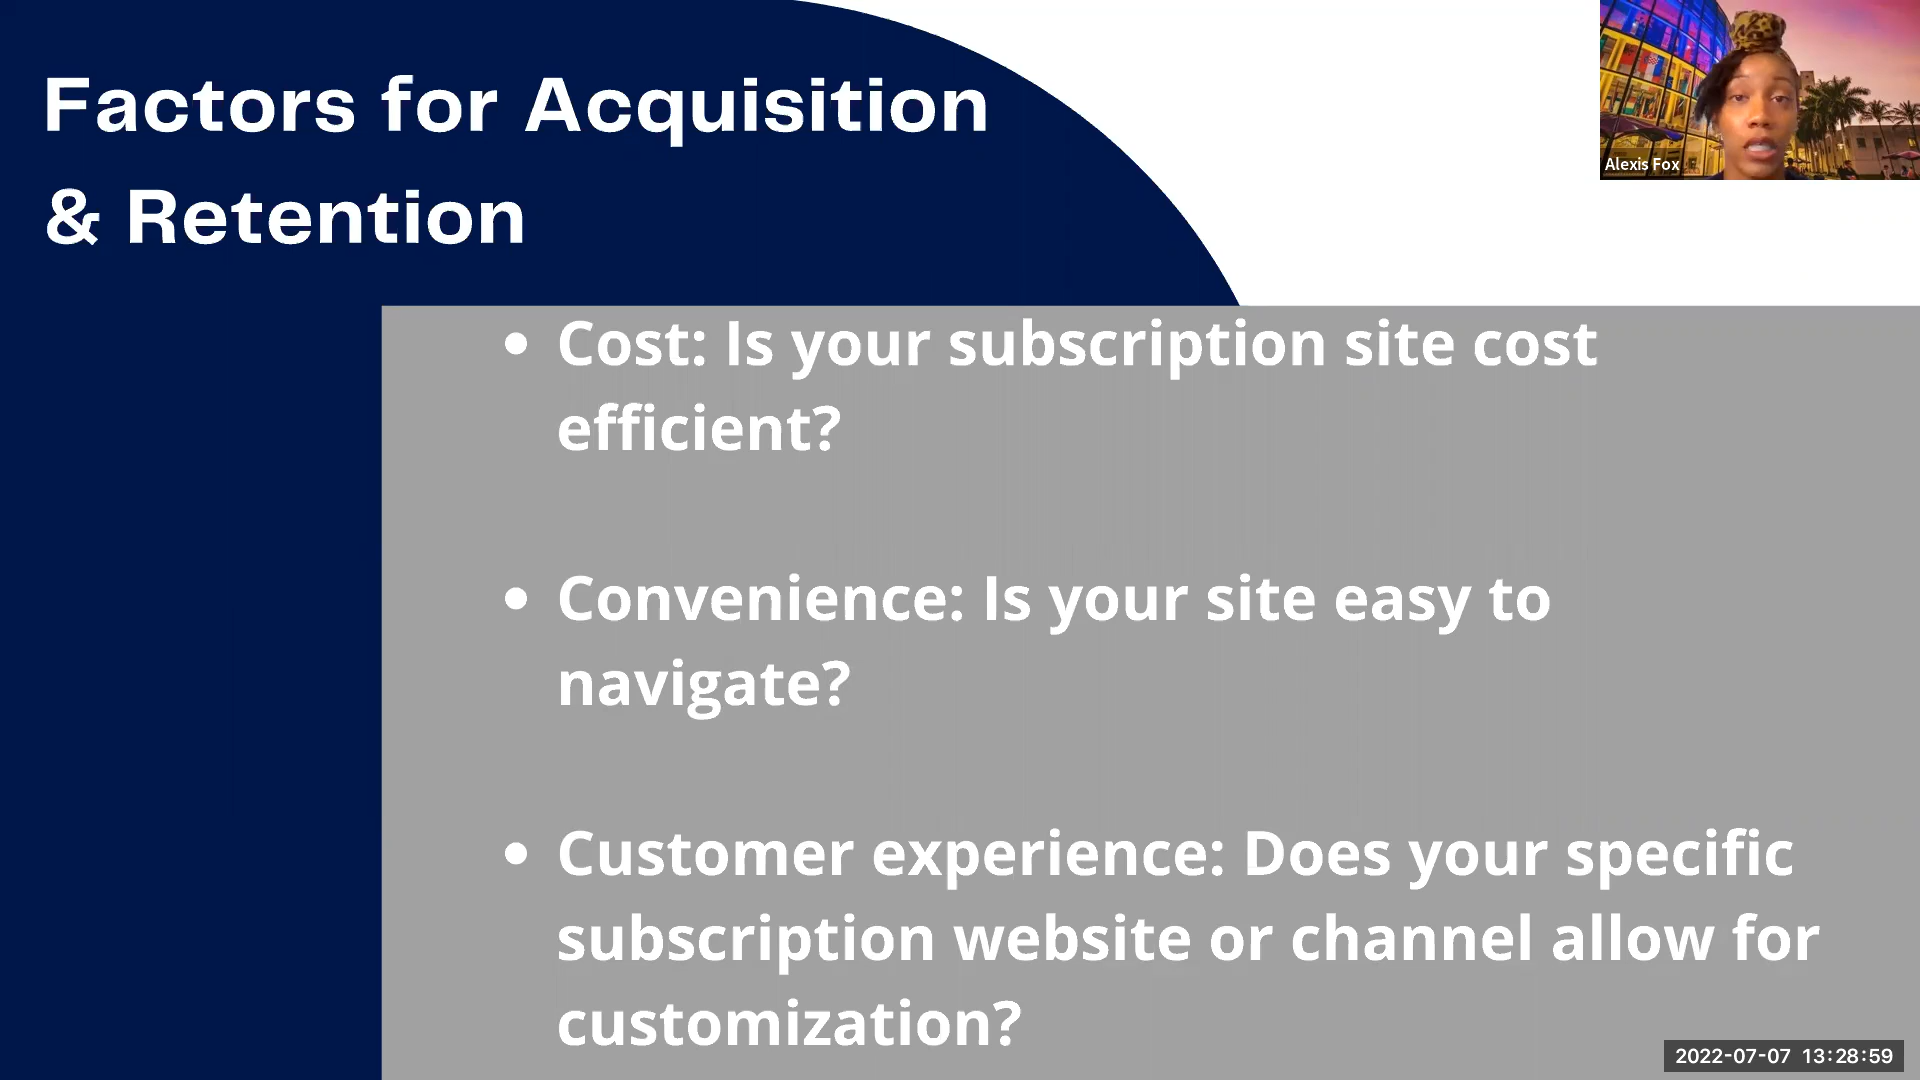 Factors for Acquisition
& Retention
Alexis Fox
• Cost: Is your subscription site cost
efficient?
• Convenience: Is your site easy to
navigate?
• Customer experience: Does your specific
subscription website or channel allow for
customization?
2022-07-07 13:28:59